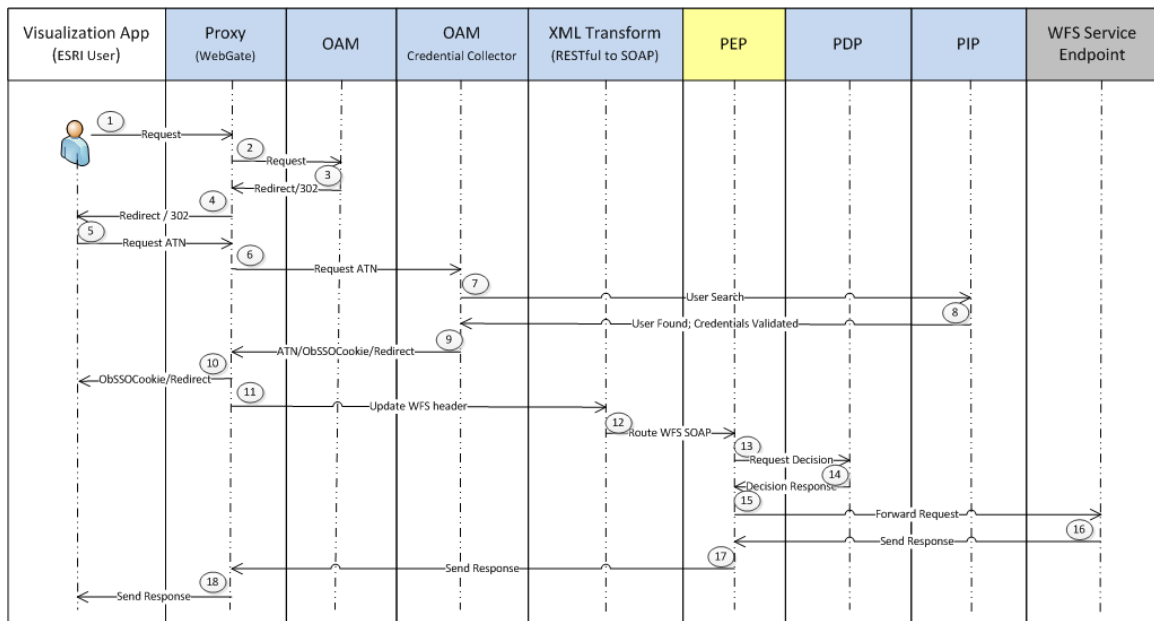 Visualization App
(ESRI User)
Proxy
(WebGate)
OAM
OAM
Credential Collector
XML Transform
(RESTful to SOAP)
PEP
PDP
PIP
WFS Service
Endpoint
1
Request
2
Request
3
Redirect/302
4
Redirect / 302
5
Request ATN
6
Request ATN
7
User Search
8
User Found; Credentials Validated
9
ATN/ObSSOCookie/Redirect
10
ObSSOCookie/Redirect
11
Update WFS header
12
Route WFS SOAP
13
Request Decision
14
Decision Response
15
Forward Request
16
Send Response
17
Send Response
18
Send Response